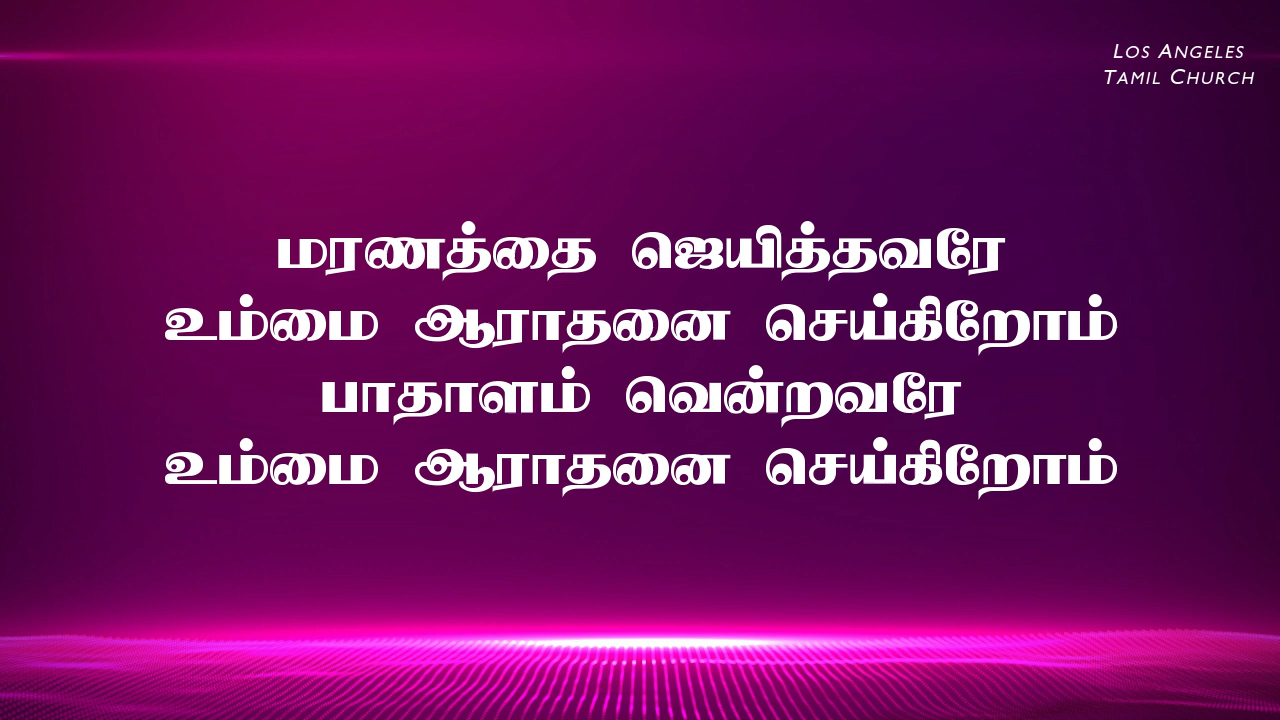 LOS ANGELES
TAMIL CHURCH
மரணத்தை ஜெயித்தவரே
உம்மை ஆராதனை செய்கிறோம்
பாதாளம் வென்றவரே
உம்மை ஆராதனை செய்கிறோம்